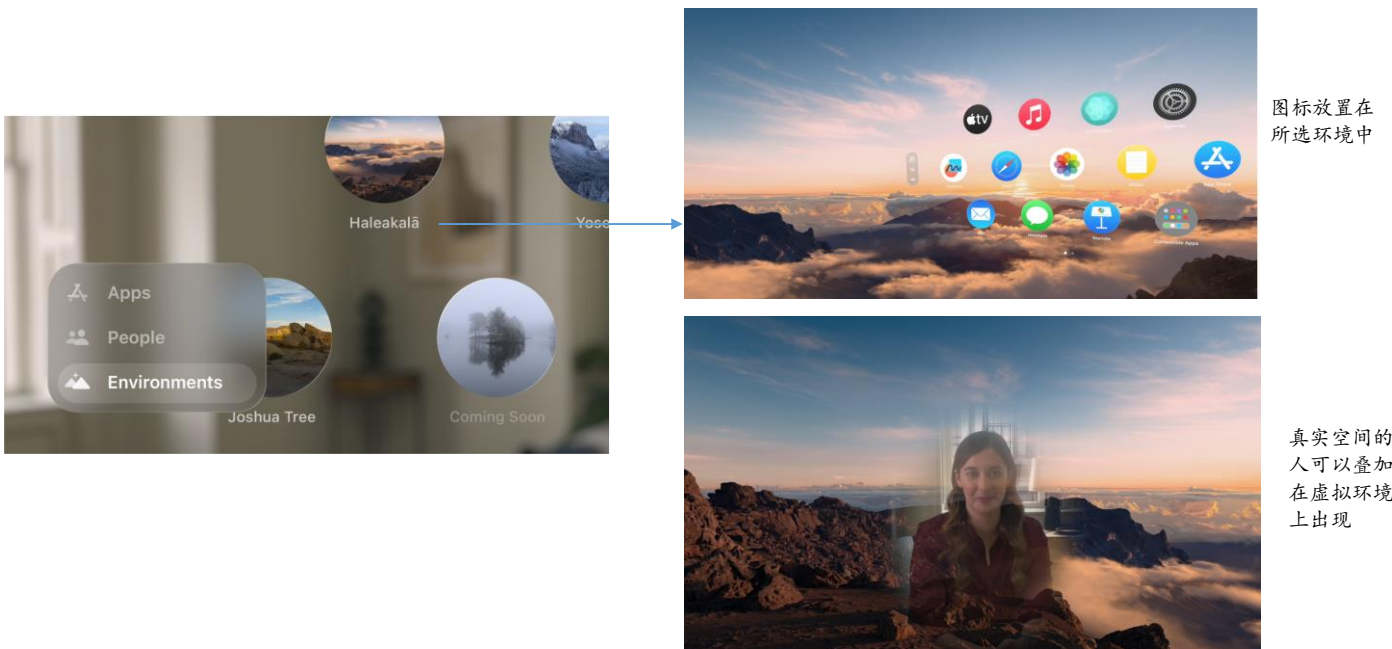 Haleakalā
Yose
Apps
People
Environments
Joshua Tree
Coming Soon
tv
图标放置在
所选环境中
Compatible Apps
真实空间的
人可以叠加
在虚拟环境
上出现